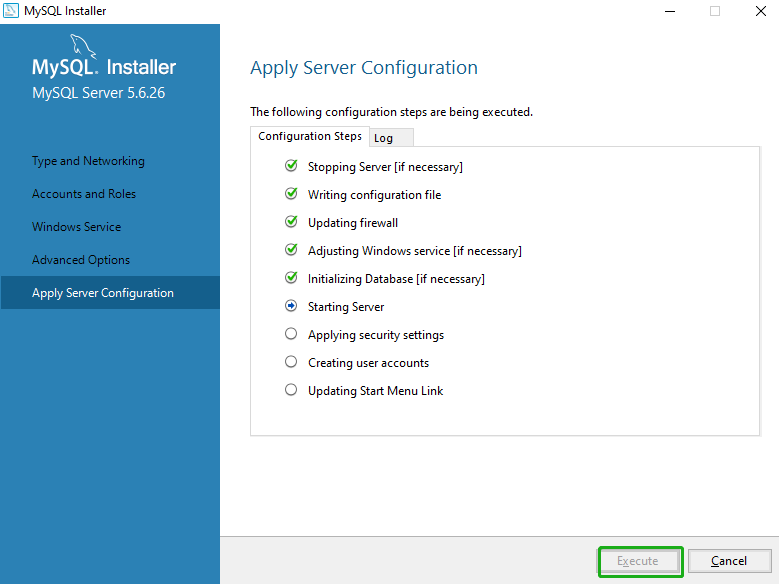 MySQL Installer
MySQL. Installer
MySQL Server 5.6.26
Type and Networking
Accounts and Roles
Windows Service
Advanced Options
Apply Server Configuration
Apply Server Configuration
The following configuration steps are being executed.
Configuration Steps Log
Stopping Server [if necessary]
Writing configuration file
Updating firewall
Adjusting Windows service [if necessary]
Initializing Database [if necessary]
Starting Server
Applying security settings
Creating user accounts
Updating Start Menu Link
Execute Cancel